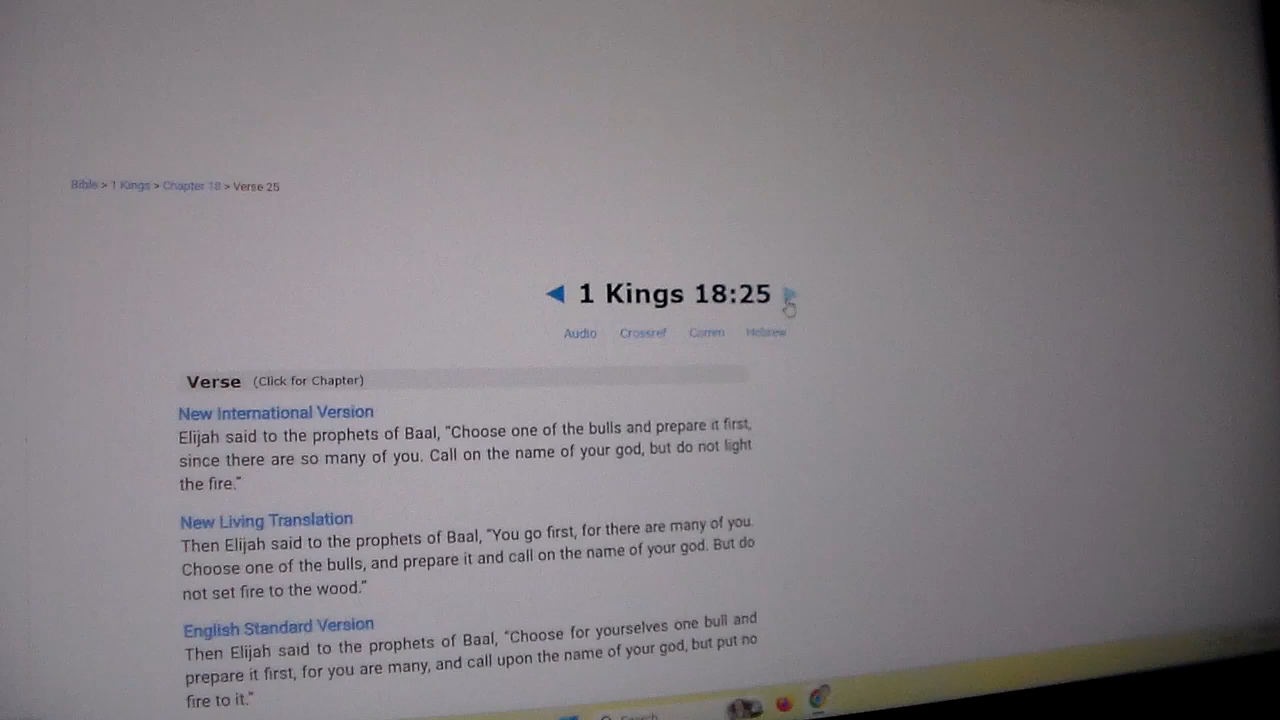 Bible > 1 Kings > Chapter 18 > Verse 25
1 Kings 18:25
Audio Crossref Comm Hebrew
Verse (Click for Chapter)
New International Version
Elijah said to the prophets of Baal, “Choose one of the bulls and prepare it first,
since there are so many of you. Call on the name of your god, but do not light
the fire.”
New Living Translation
Then Elijah said to the prophets of Baal, “You go first, for there are many of you.
Choose one of the bulls, and prepare it and call on the name of your god. But do
not set fire to the wood.”
English Standard Version
Then Elijah said to the prophets of Baal, “Choose for yourselves one bull and
prepare it first, for you are many, and call upon the name of your god, but put no
fire to it.”
Search